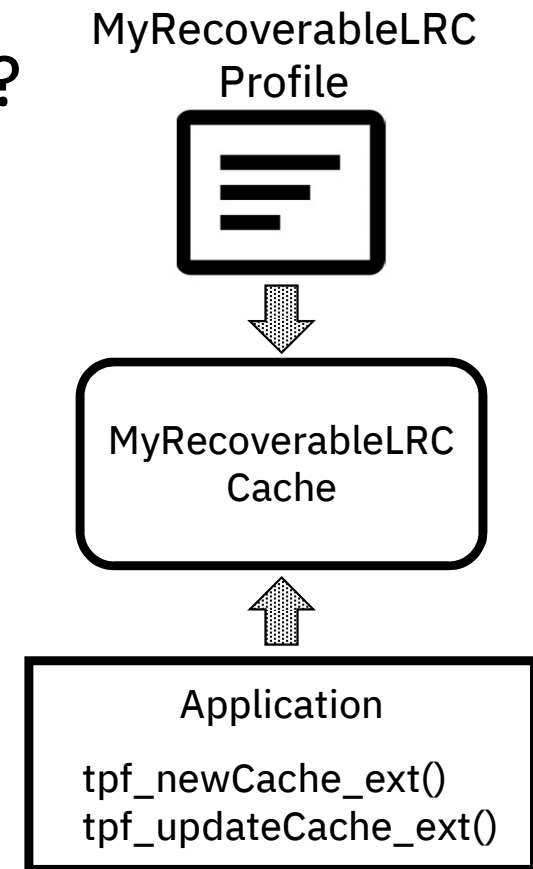 ?
MyRecoverableLRC
Profile
MyRecoverableLRC
Cache
Application
tpf_newCache_ext()
tpf_updateCache_ext()